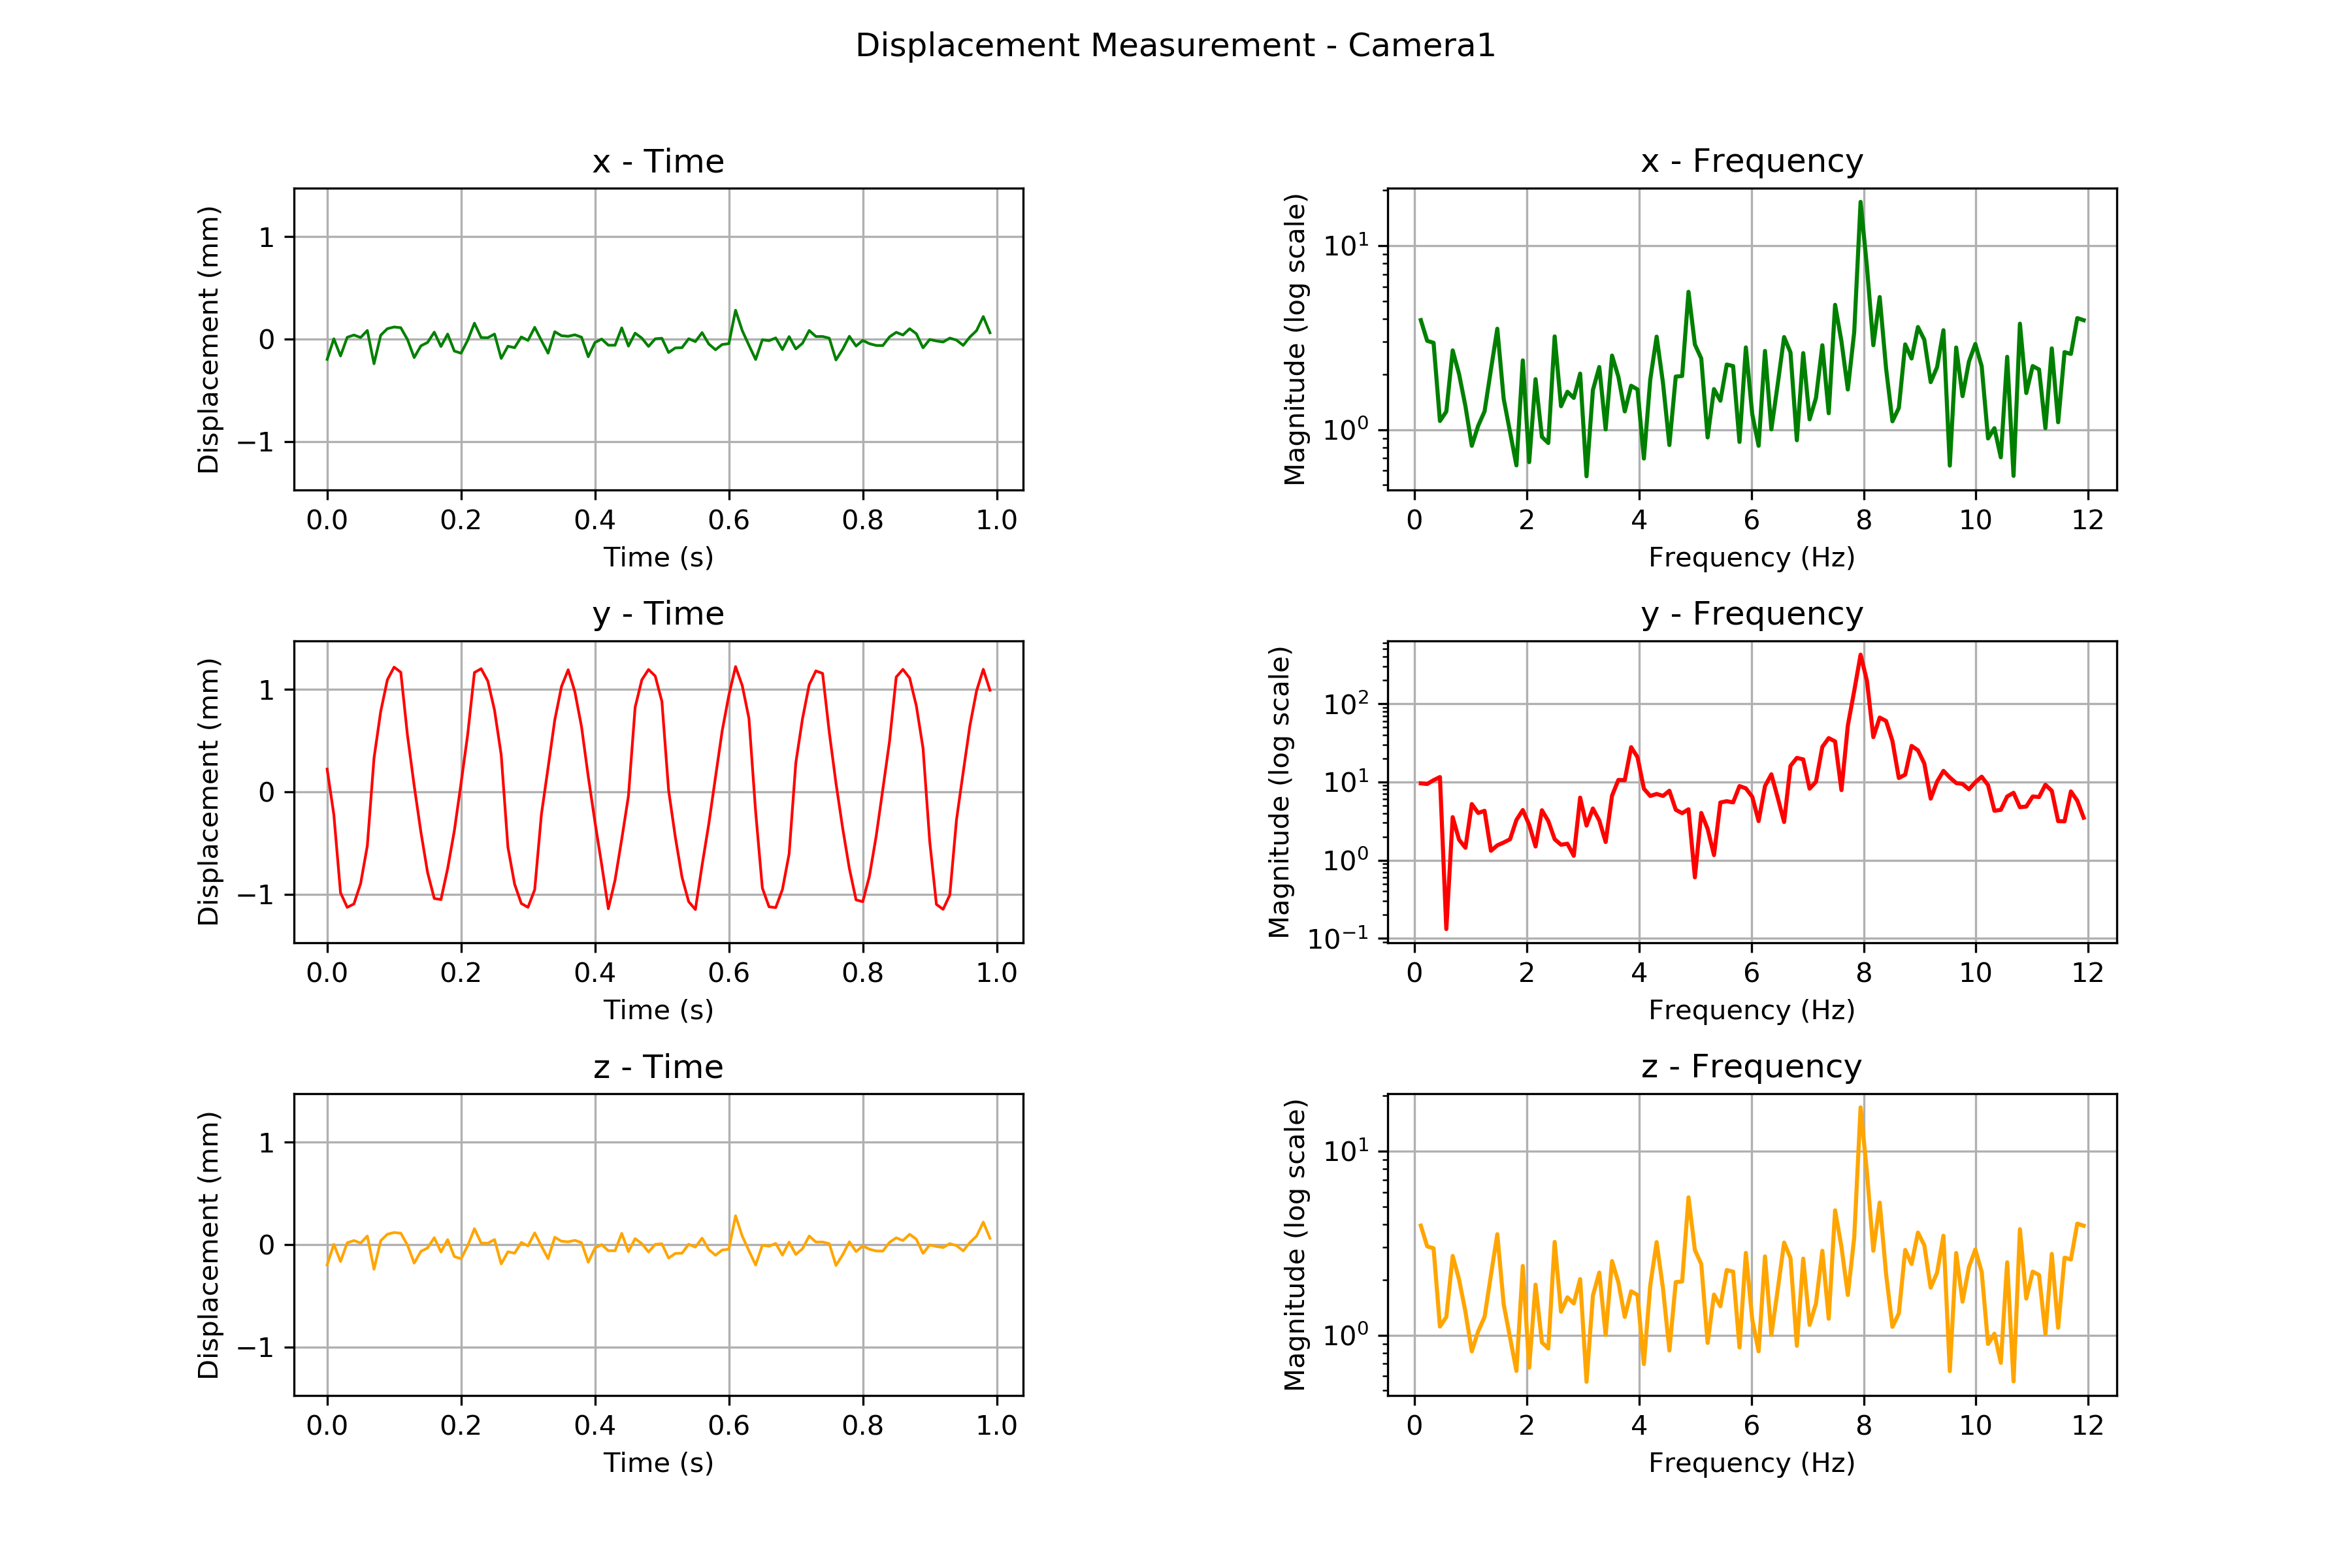 Displacement Measurement - Camera1
x - Time
Displacement (mm)
1
0
−1
0.0 0.2 0.4 0.6 0.8 1.0
Time (s)
x - Frequency
Magnitude (log scale)
10¹
10⁰
0 2 4 6 8 10 12
Frequency (Hz)
y - Time
Displacement (mm)
1
0
−1
0.0 0.2 0.4 0.6 0.8 1.0
Time (s)
y - Frequency
Magnitude (log scale)
10²
10¹
10⁰
10⁻¹
0 2 4 6 8 10 12
Frequency (Hz)
z - Time
Displacement (mm)
1
0
−1
0.0 0.2 0.4 0.6 0.8 1.0
Time (s)
z - Frequency
Magnitude (log scale)
10¹
10⁰
0 2 4 6 8 10 12
Frequency (Hz)